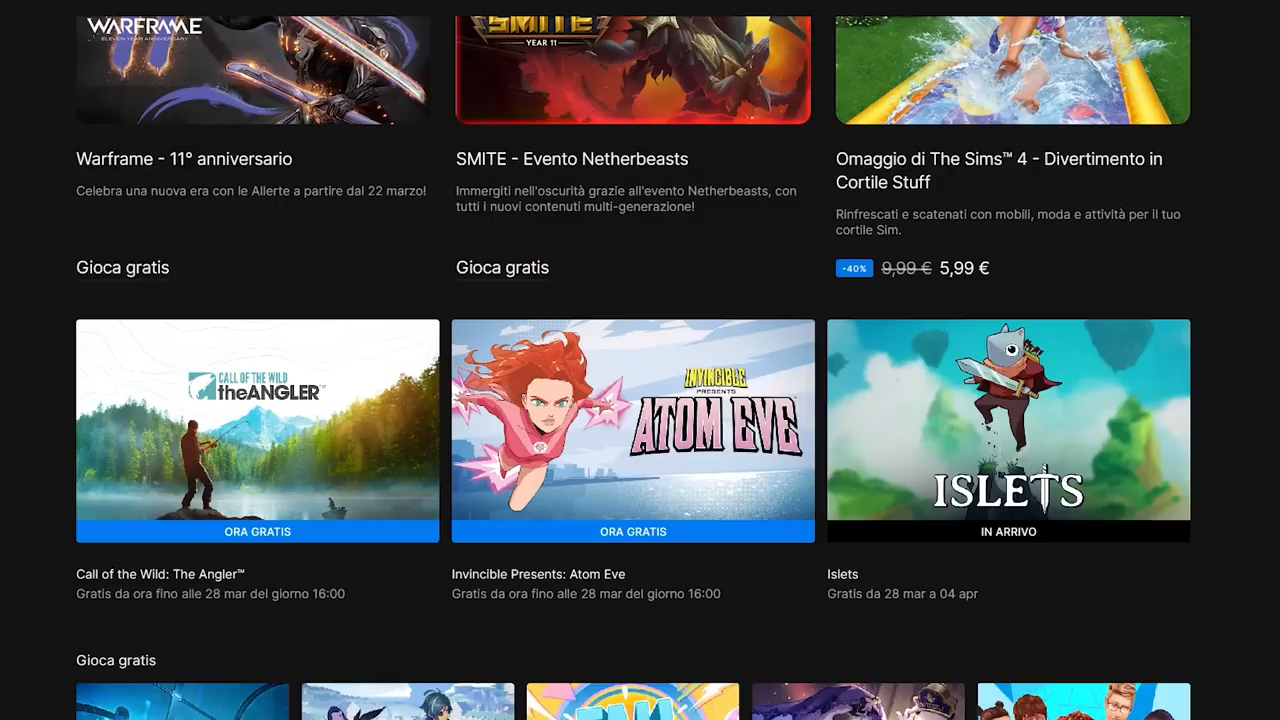 WARFRAME
ELEVEN YEAR ANNIVERSARY
SMITE
YEAR 11
Warframe - 11° anniversario
Celebra una nuova era con le Allerte a partire dal 22 marzo!
Gioca gratis
SMITE - Evento Netherbeasts
Immergiti nell'oscurità grazie all'evento Netherbeasts, con
tutti i nuovi contenuti multi-generazione!
Gioca gratis
Omaggio di The Sims™ 4 - Divertimento in
Cortile Stuff
Rinfrescati e scatenati con mobili, moda e attività per il tuo
cortile Sim.
-40% 9,99 € 5,99 €
CALL OF THE WILD
theANGLER™
ORA GRATIS
Call of the Wild: The Angler™
Gratis da ora fino alle 28 mar del giorno 16:00
INVINCIBLE
PRESENTS
ATOM EVE
ORA GRATIS
Invincible Presents: Atom Eve
Gratis da ora fino alle 28 mar del giorno 16:00
ISLETS
IN ARRIVO
Islets
Gratis da 28 mar a 04 apr
Gioca gratis